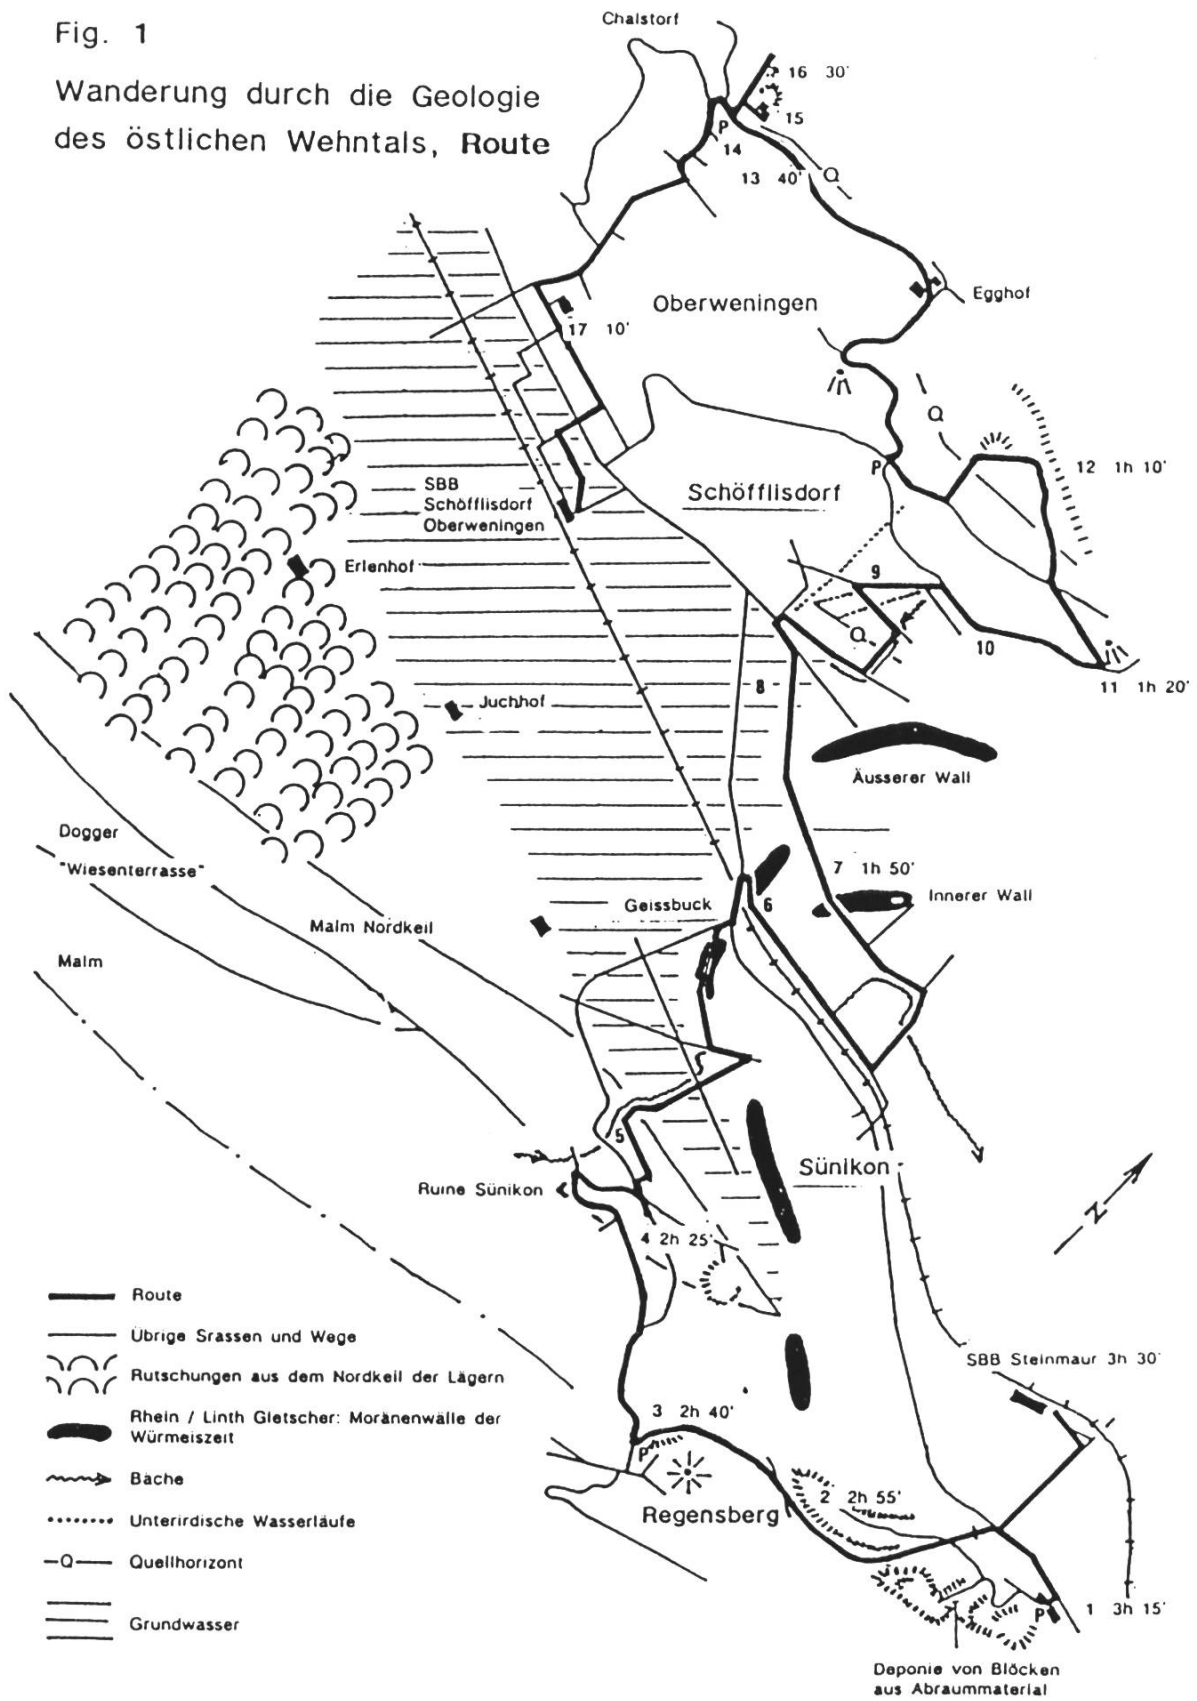 Fig. 1
Wanderung durch die Geologie
des östlichen Wehntals, Route
Chalstorf
16 30'
15
P
14
13 40'
Q
Egghof
Oberweningen
17 10'
Q
12 1h 10'
P
SBB
Schöfflisdorf
Oberweningen
Schöfflisdorf
Erlenhof
9
Q
10
11 1h 20'
8
Juchhof
Äusserer Wall
Dogger
"Wiesenterrasse"
7 1h 50'
Innerer Wall
Geissbuck
6
Malm Nordkeil
Malm
5
Sünikon
Ruine Sünikon
N
4 2h 25'
Route
Übrige Srassen und Wege
Rutschungen aus dem Nordkeil der Lägern
Rhein / Linth Gletscher: Moränenwälle der
Würmeiszeit
Bäche
Unterirdische Wasserläufe
-Q- Quellhorizont
Grundwasser
SBB Steinmaur 3h 30'
3 2h 40'
P
Regensberg
2 2h 55'
P
1 3h 15'
Deponie von Blöcken
aus Abraummaterial